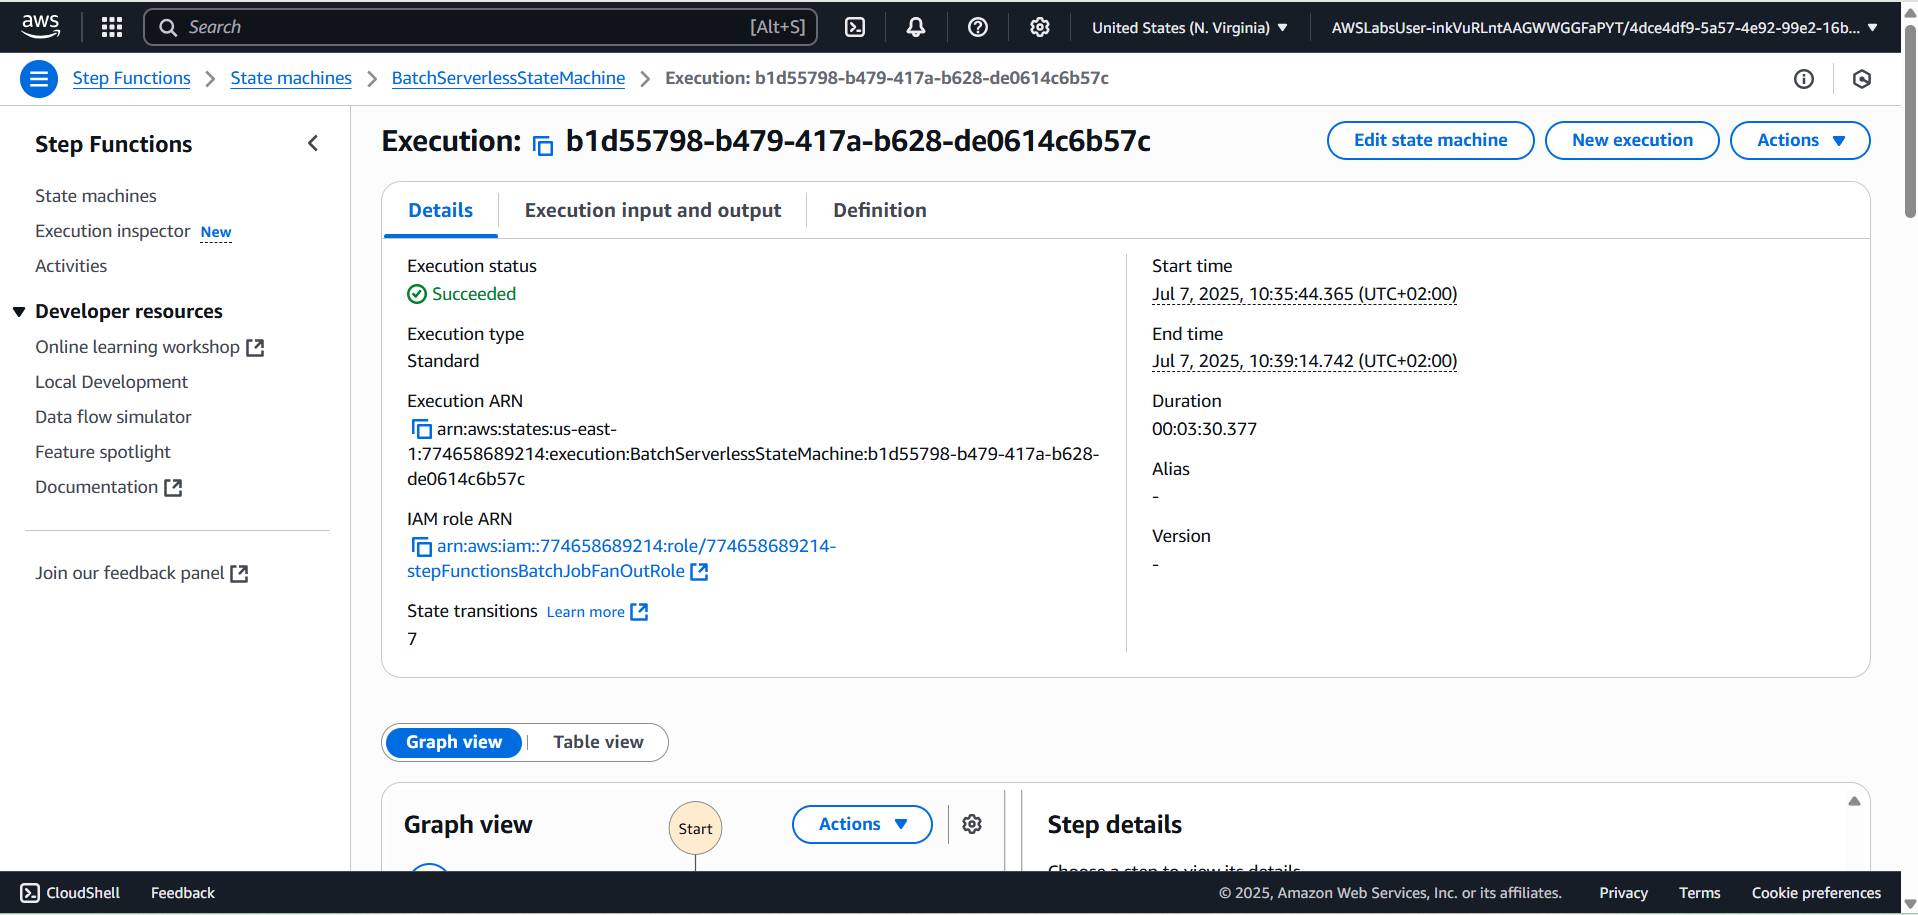 aws
Search
[Alt+S]
United States (N. Virginia)
AWSLabsUser-inkVuRLntAAGWWGGFaPYT/4dce4df9-5a57-4e92-99e2-16b...
Step Functions
State machines
BatchServerlessStateMachine
Execution: b1d55798-b479-417a-b628-de0614c6b57c
Step Functions
State machines
Execution inspector New
Activities
Developer resources
Online learning workshop
Local Development
Data flow simulator
Feature spotlight
Documentation
Join our feedback panel
Execution: b1d55798-b479-417a-b628-de0614c6b57c
Edit state machine
New execution
Actions
Details
Execution input and output
Definition
Execution status
Succeeded
Execution type
Standard
Execution ARN
arn:aws:states:us-east-
1:774658689214:execution:BatchServerlessStateMachine:b1d55798-b479-417a-b628-
de0614c6b57c
IAM role ARN
arn:aws:iam::774658689214:role/774658689214-
stepFunctionsBatchJobFanOutRole
State transitions Learn more
7
Start time
Jul 7, 2025, 10:35:44.365 (UTC+02:00)
End time
Jul 7, 2025, 10:39:14.742 (UTC+02:00)
Duration
00:03:30.377
Alias
-
Version
-
Graph view
Table view
Graph view
Start
Actions
Step details
Choose a step to view its details
CloudShell
Feedback
© 2025, Amazon Web Services, Inc. or its affiliates.
Privacy
Terms
Cookie preferences